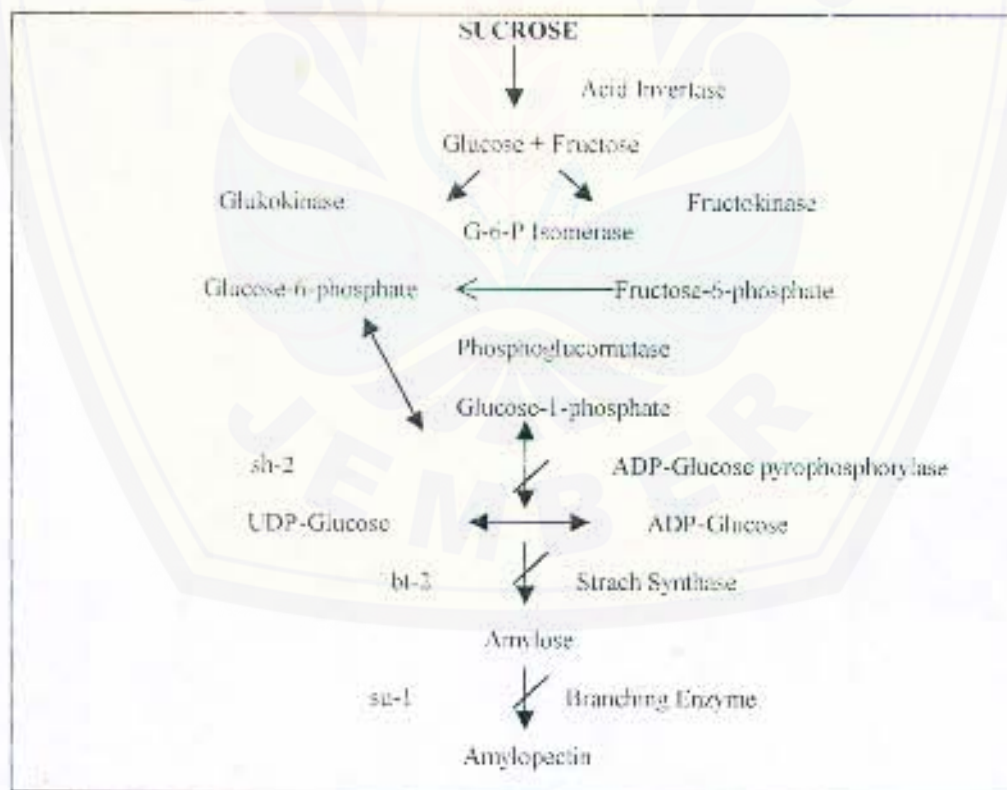 SUCROSE
Acid Invertase
Glucose + Fructose
Glukokinase Fructokinase
G-6-P Isomerase
Glucose-6-phosphate Fructose-6-phosphate
Phosphoglucomutase
Glucose-1-phosphate
sh-2 ADP-Glucose pyrophosphorylase
UDP-Glucose ADP-Glucose
bt-2 Strach Synthase
Amylose
su-1 Branching Enzyme
Amylopectin
JEMBER